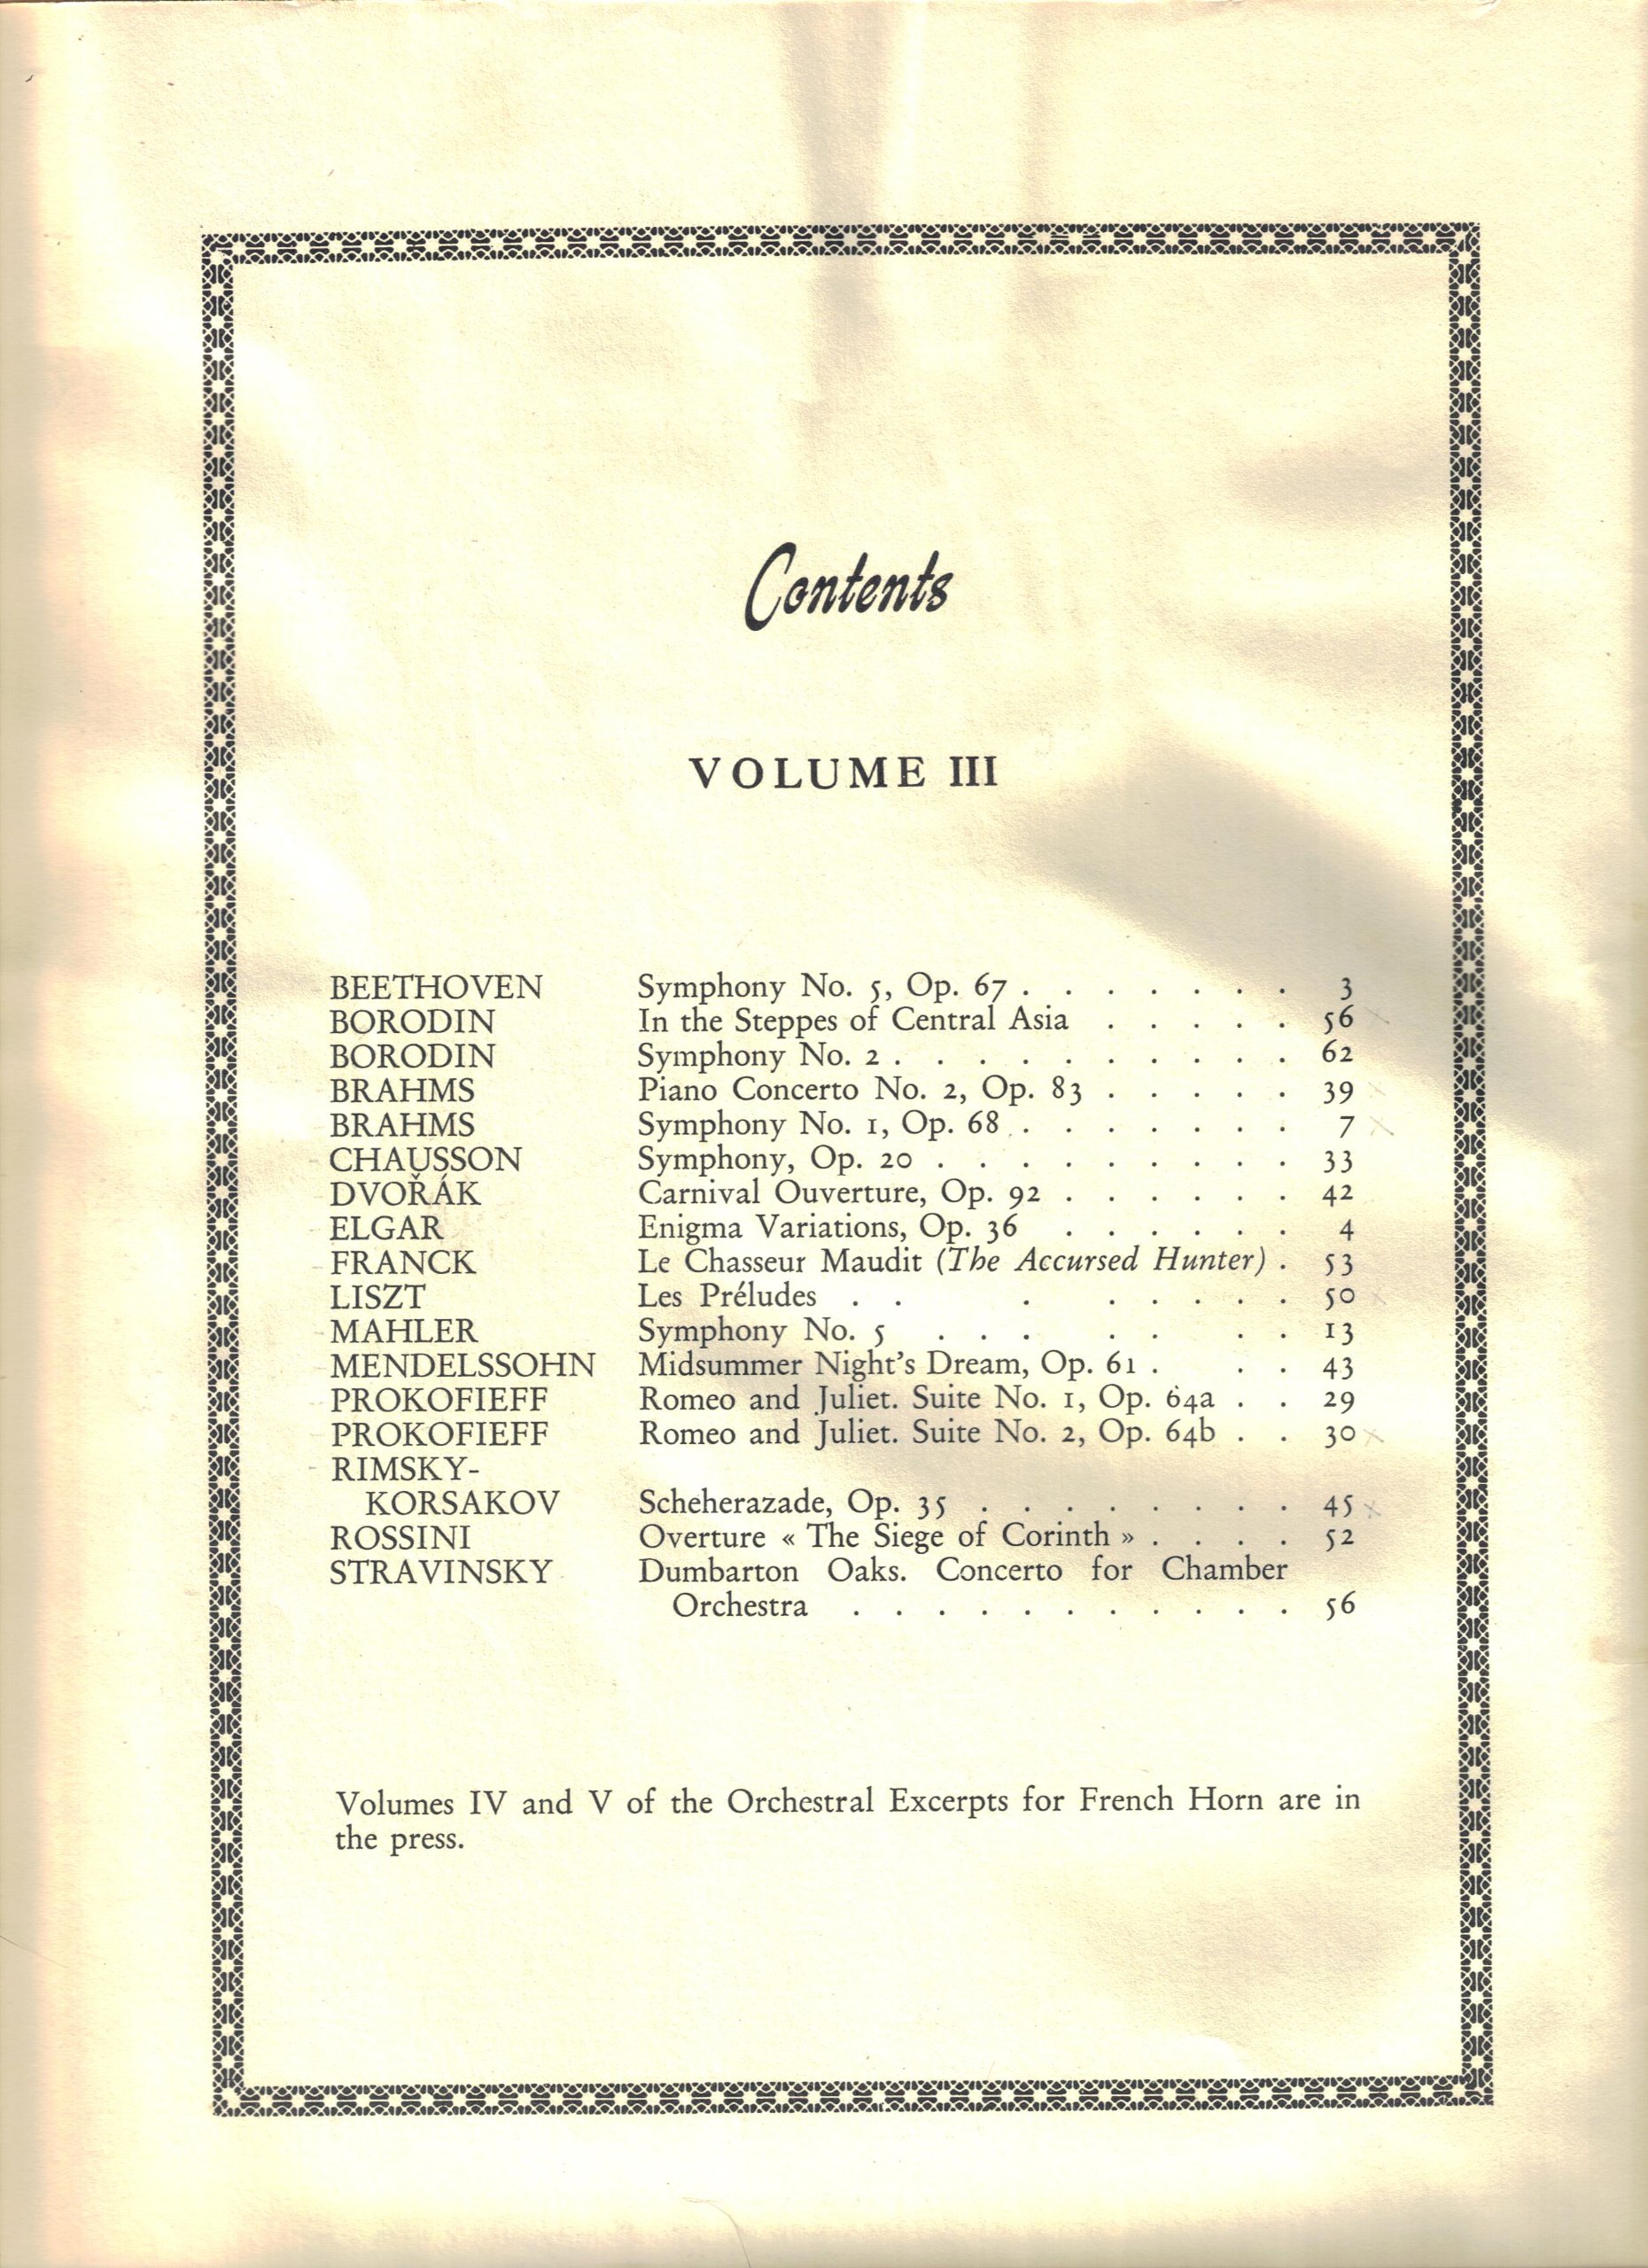 Contents
VOLUME III
BEETHOVEN Symphony No. 5, Op. 67 . . . . . . . 3
BORODIN In the Steppes of Central Asia . . . . . 56
BORODIN Symphony No. 2 . . . . . . . . . . 62
BRAHMS Piano Concerto No. 2, Op. 83 . . . . . 39
BRAHMS Symphony No. 1, Op. 68 . . . . . . . 7
CHAUSSON Symphony, Op. 20 . . . . . . . . . 33
DVOŘÁK Carnival Ouverture, Op. 92 . . . . . . 42
ELGAR Enigma Variations, Op. 36 . . . . . . 4
FRANCK Le Chasseur Maudit (The Accursed Hunter) . 53
LISZT Les Préludes . . . . . . . . 50
MAHLER Symphony No. 5 . . . . . . . 13
MENDELSSOHN Midsummer Night's Dream, Op. 61 . . . 43
PROKOFIEFF Romeo and Juliet. Suite No. 1, Op. 64a . . 29
PROKOFIEFF Romeo and Juliet. Suite No. 2, Op. 64b . . 30
RIMSKY-
KORSAKOV Scheherazade, Op. 35 . . . . . . . . 45
ROSSINI Overture « The Siege of Corinth » . . . . 52
STRAVINSKY Dumbarton Oaks. Concerto for Chamber
Orchestra . . . . . . . . . . . 56
Volumes IV and V of the Orchestral Excerpts for French Horn are in
the press.